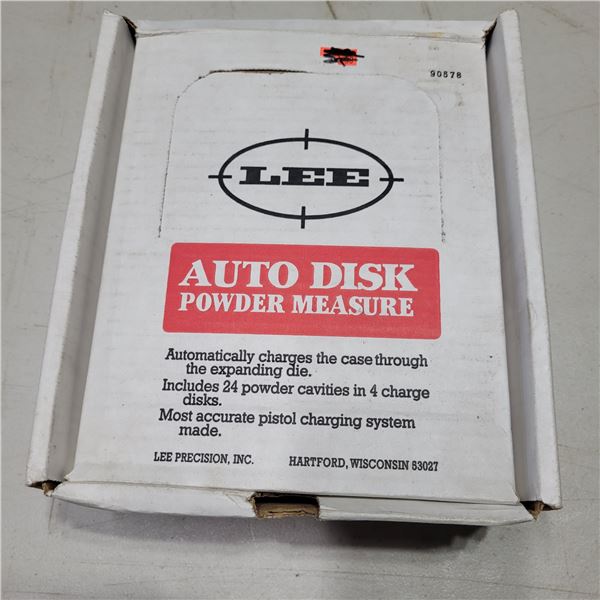 90578
LEE
AUTO DISK
POWDER MEASURE
Automatically charges the case through
the expanding die.
Includes 24 powder cavities in 4 charge
disks.
Most accurate pistol charging system
made.
LEE PRECISION, INC. HARTFORD, WISCONSIN 53027